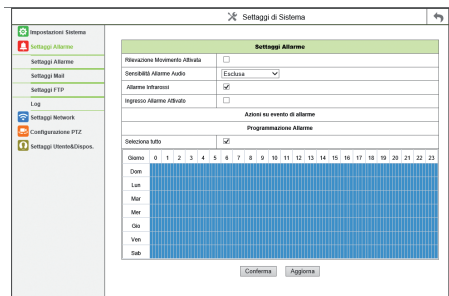 Settaggi di Sistema
Impostazioni Sistema
Settaggi Allarme
Settaggi Allarme
Settaggi Mail
Settaggi FTP
Log
Settaggi Network
Configurazione PTZ
Settaggi Utente&Dispos.
Settaggi Allarme
Rilevazione Movimento Attivata
Sensibilità Allarme Audio Esclusa
Allarme Infrarossi
Ingresso Allarme Attivato
Azioni su evento di allarme
Programmazione Allarme
Seleziona tutto
Giorno 0 1 2 3 4 5 6 7 8 9 10 11 12 13 14 15 16 17 18 19 20 21 22 23
Dom
Lun
Mar
Mer
Gio
Ven
Sab
Conferma Aggiorna